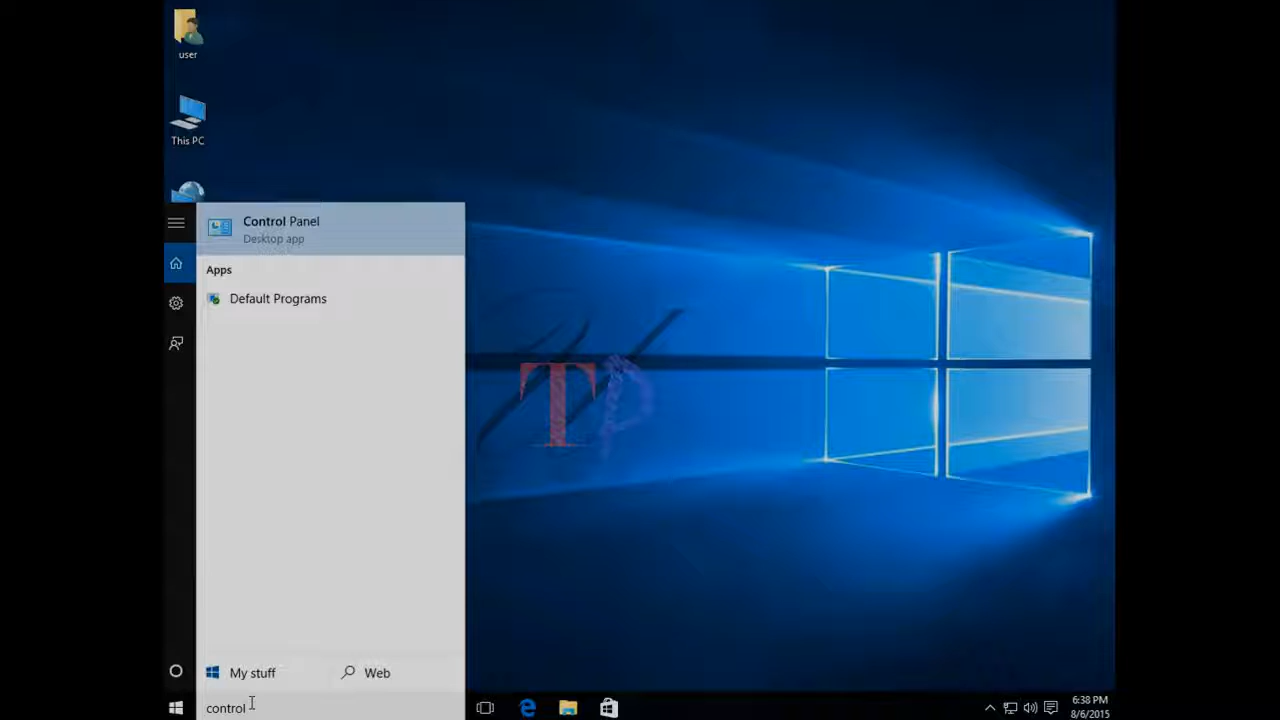 user
This PC
Control Panel
Desktop app
Apps
Default Programs
TP
My stuff
Web
control
6:38 PM
8/6/2015